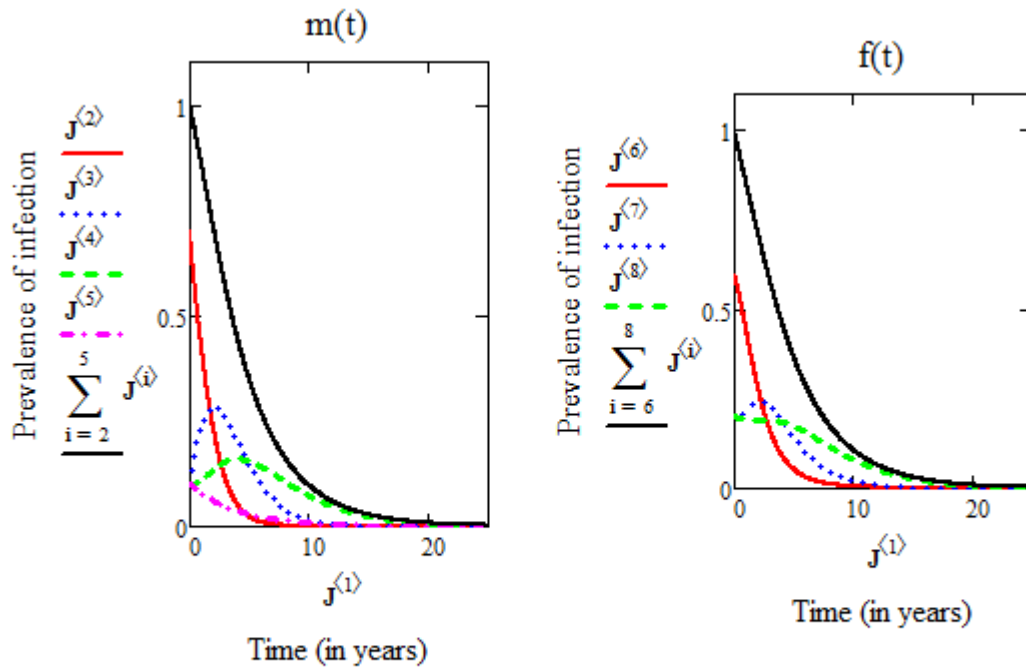 m(t)
Prevalence of infection
J⟨2⟩
J⟨3⟩
J⟨4⟩
J⟨5⟩
5
∑ J⟨i⟩
i = 2
1
0.5
0
0 10 20
J⟨1⟩
Time (in years)
f(t)
Prevalence of infection
J⟨6⟩
J⟨7⟩
J⟨8⟩
8
∑ J⟨i⟩
i = 6
1
0.5
0
0 10 20
J⟨1⟩
Time (in years)